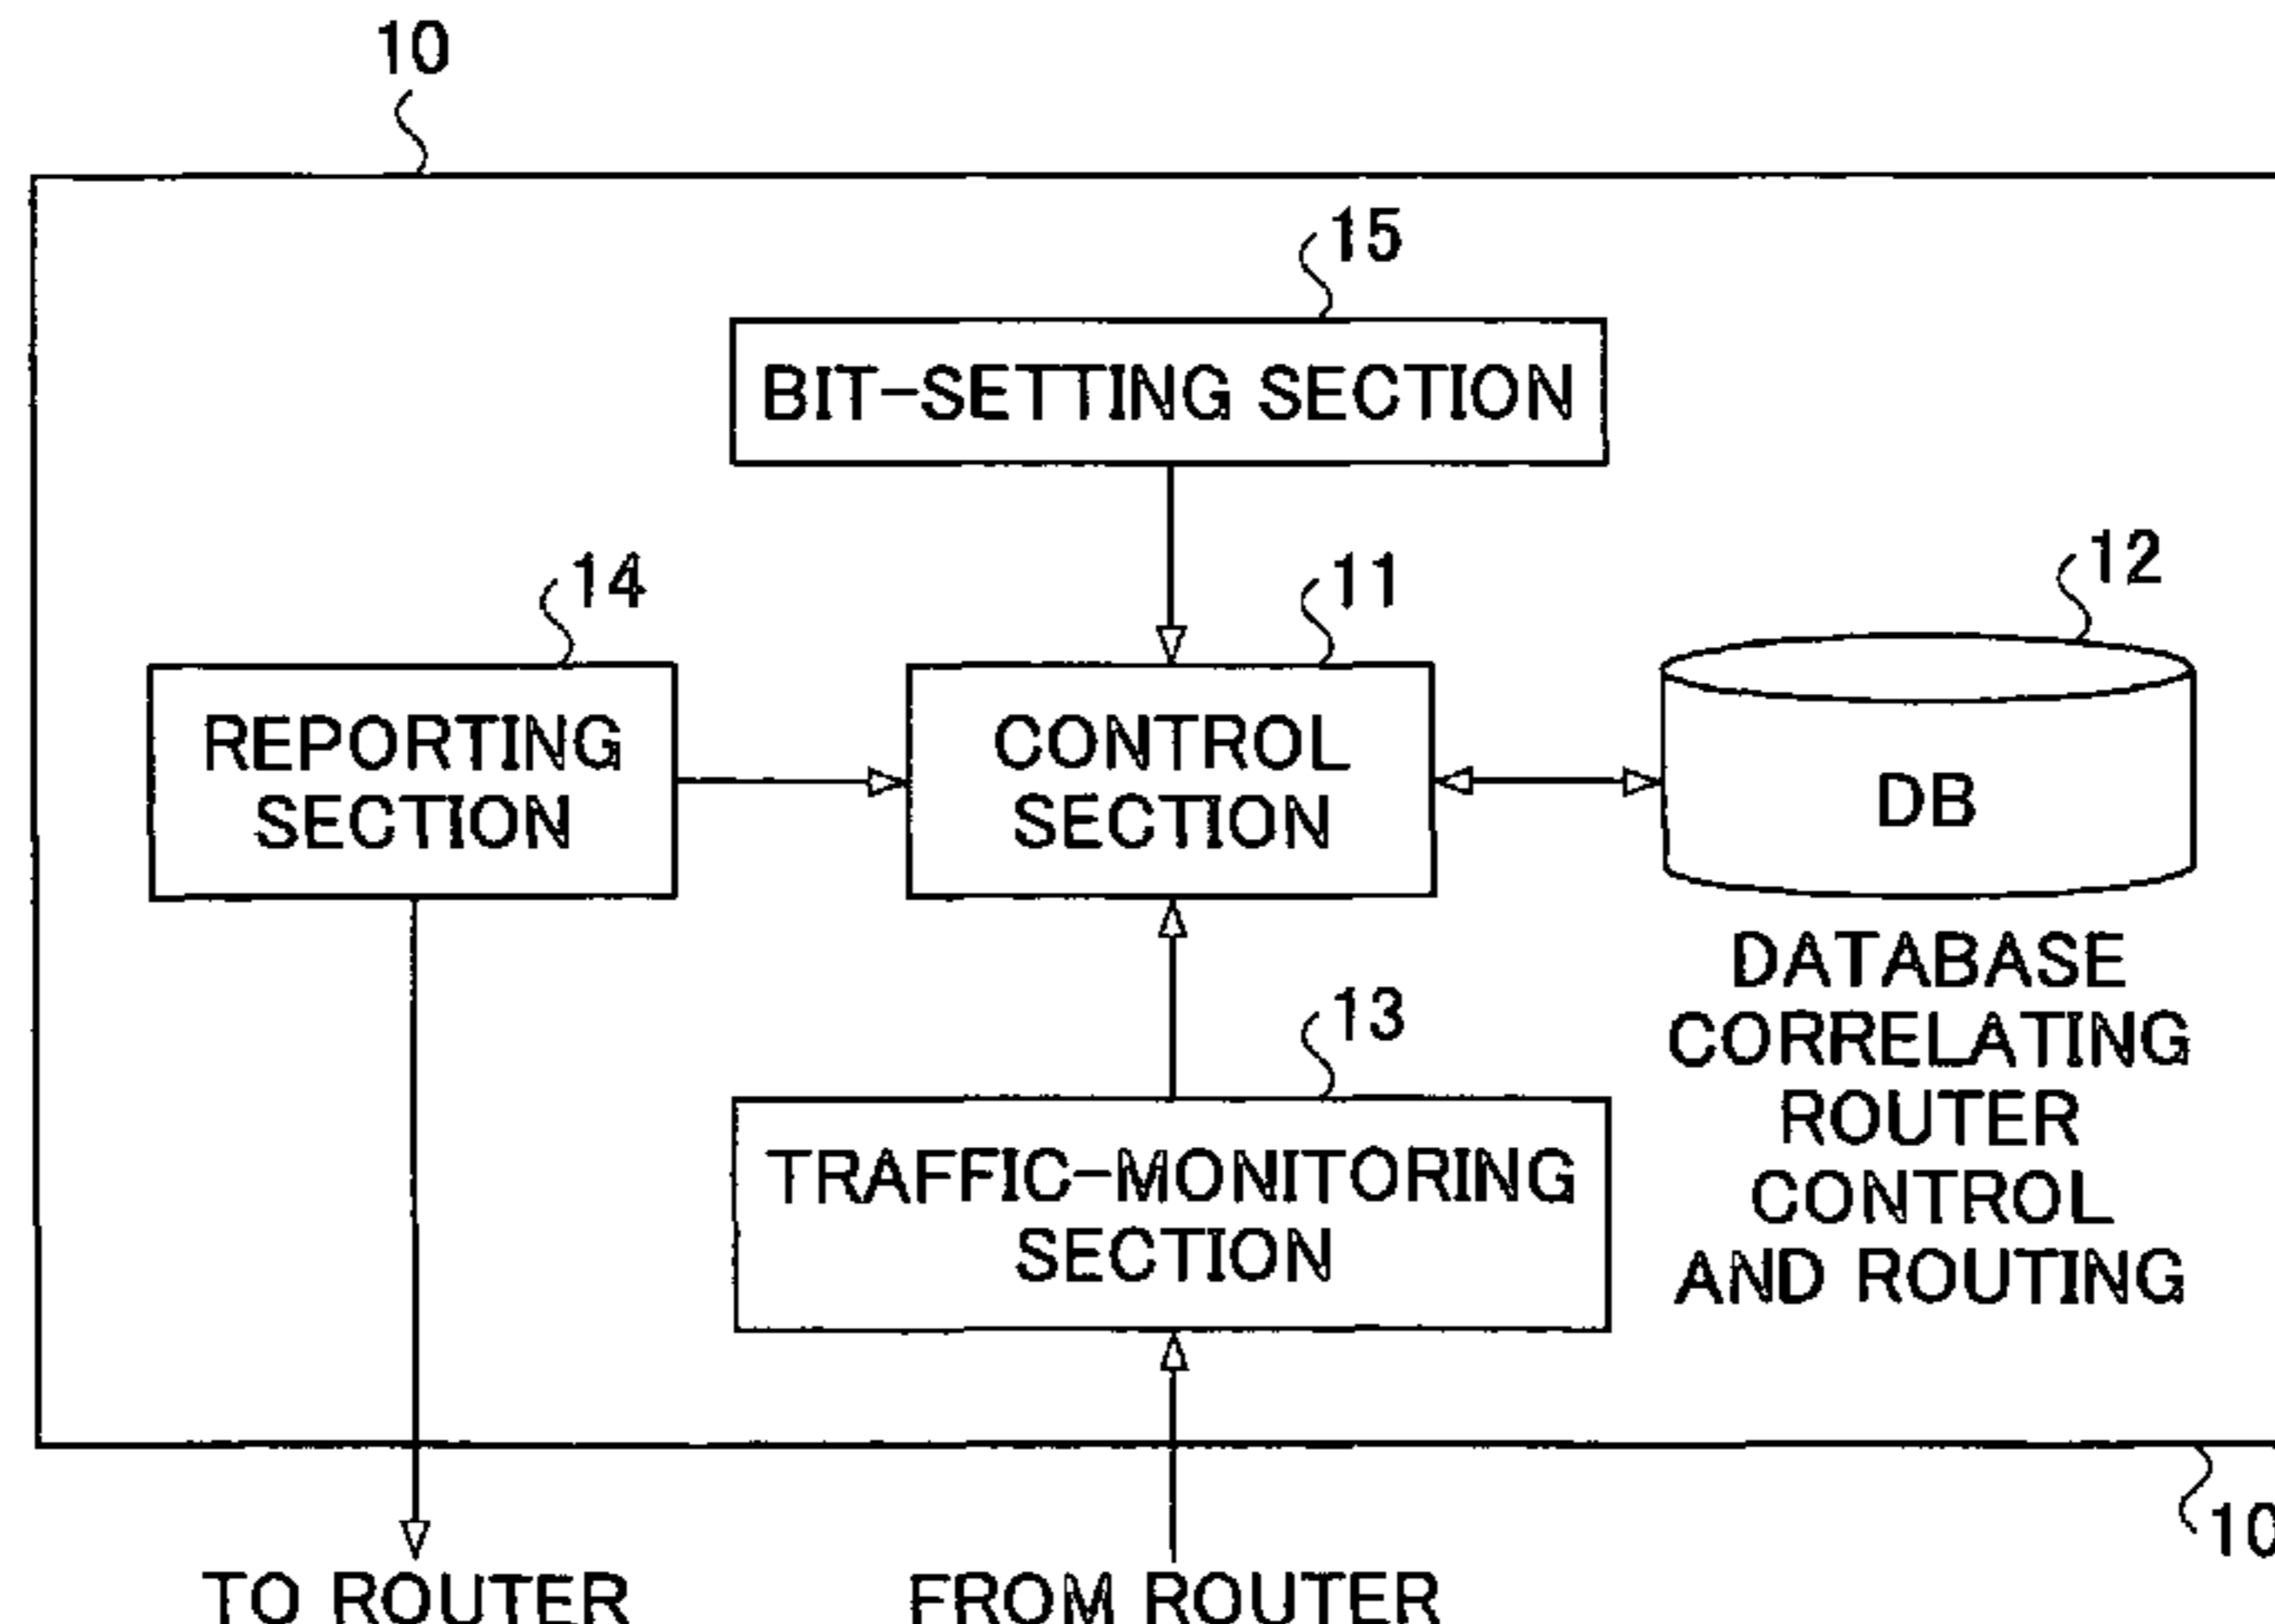 10
15
BIT-SETTING SECTION
14
11
12
REPORTING
SECTION
CONTROL
SECTION
DB
DATABASE
CORRELATING
ROUTER
CONTROL
AND ROUTING
13
TRAFFIC-MONITORING
SECTION
10
TO ROUTER
FROM ROUTER